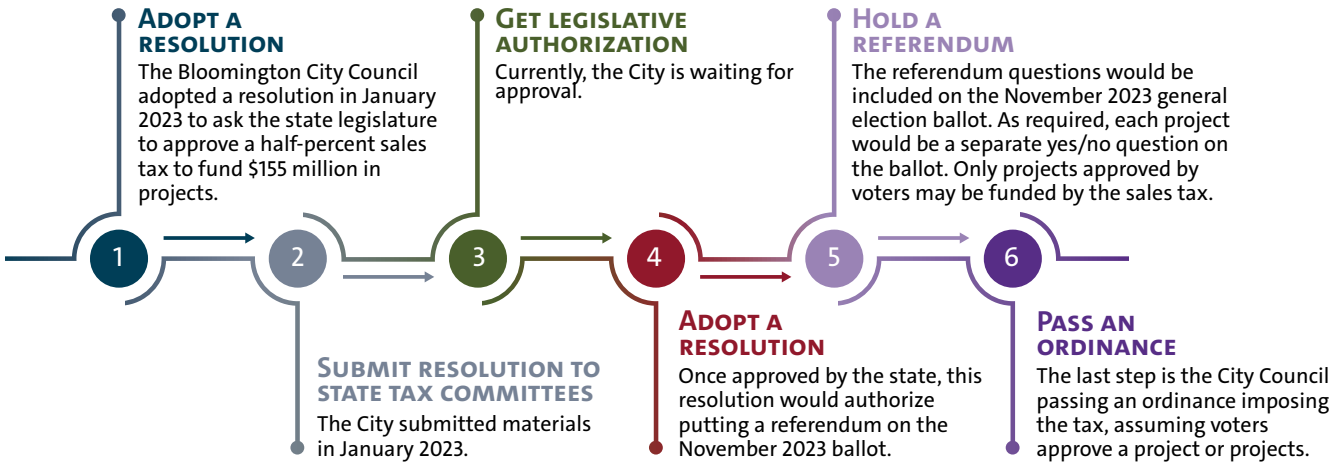 ADOPT A
RESOLUTION
The Bloomington City Council
adopted a resolution in January
2023 to ask the state legislature
to approve a half-percent sales
tax to fund $155 million in
projects.
1
2
SUBMIT RESOLUTION TO
STATE TAX COMMITTEES
The City submitted materials
in January 2023.
GET LEGISLATIVE
AUTHORIZATION
Currently, the City is waiting for
approval.
3
4
ADOPT A
RESOLUTION
Once approved by the state, this
resolution would authorize
putting a referendum on the
November 2023 ballot.
HOLD A
REFERENDUM
The referendum questions would be
included on the November 2023 general
election ballot. As required, each project
would be a separate yes/no question on
the ballot. Only projects approved by
voters may be funded by the sales tax.
5
6
PASS AN
ORDINANCE
The last step is the City Council
passing an ordinance imposing
the tax, assuming voters
approve a project or projects.